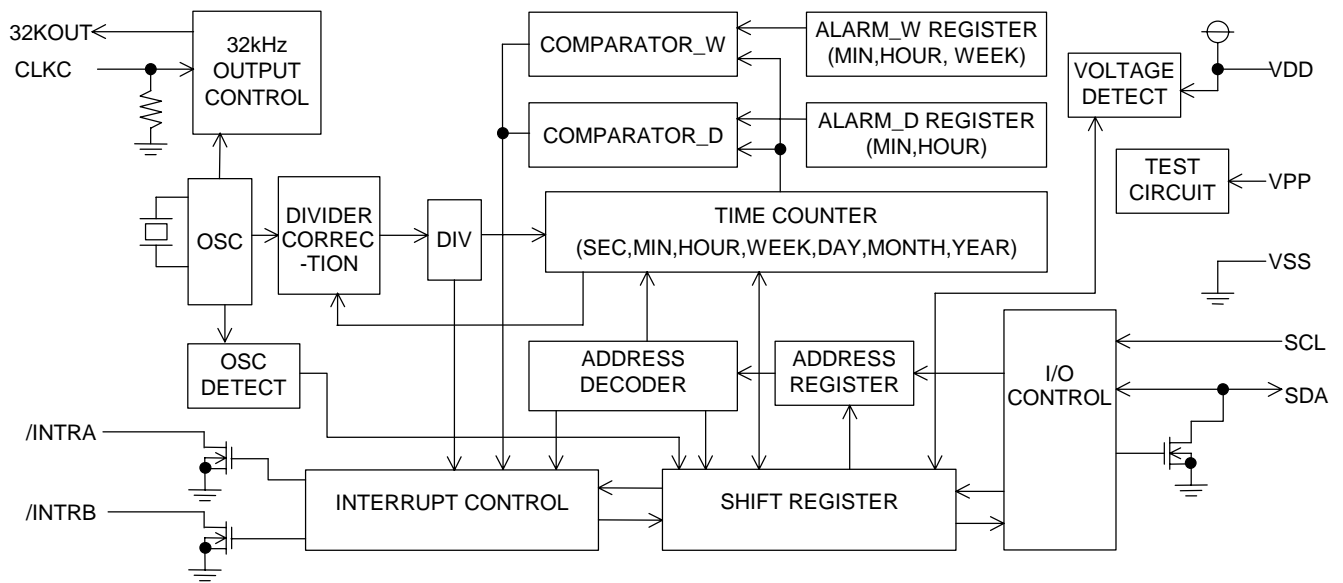 32KOUT
CLKC
32kHz
OUTPUT
CONTROL
COMPARATOR_W
ALARM_W REGISTER
(MIN,HOUR, WEEK)
VOLTAGE
DETECT
VDD
COMPARATOR_D
ALARM_D REGISTER
(MIN,HOUR)
TEST
CIRCUIT
VPP
OSC
DIVIDER
CORREC
-TION
DIV
TIME COUNTER
(SEC,MIN,HOUR,WEEK,DAY,MONTH,YEAR)
VSS
OSC
DETECT
ADDRESS
DECODER
ADDRESS
REGISTER
I/O
CONTROL
SCL
SDA
/INTRA
/INTRB
INTERRUPT CONTROL
SHIFT REGISTER